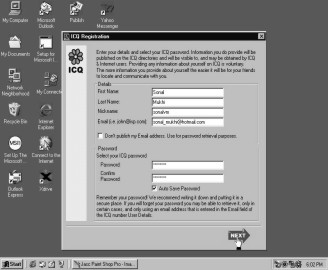 My Computer
Microsoft Outlook
Publish
Yahoo Messenger
My Documents
Setup for Microsoft I...
Network Neighborhood
My Connection
Recycle Bin
Internet Explorer
Set Up The Microsoft ...
Connect to the Internet
Outlook Express
ICQ Registration
ICQ
Enter your details and select your ICQ password. Information you do provide will be
published on the ICQ directories and will be visible to, and may be obtained by ICQ
& Internet users. Providing any information about yourself on ICQ is voluntary.
The more information you provide about yourself the easier it will be for your friends
to locate and communicate with you.
Details
First Name: Sonal
Last Name: Mukhi
Nickname: sonalvm
Email (i.e. john@isp.com): sonal_mukhi@hotmail.com
Don't publish my Email address. Use for password retrieval purposes.
Password
Select your ICQ password:
Password: ********
Confirm Password: ********
Auto Save Password
Remember your password! We recommend writing it down and putting it in a
secure place. If you will forget your password you may be able to retrieve it, only in
certain cases, and only using an email address that is entered in the Email field of
the ICQ number User Details.
NEXT
Start
Jasc Paint Shop Pro - Ima...
6:02 PM